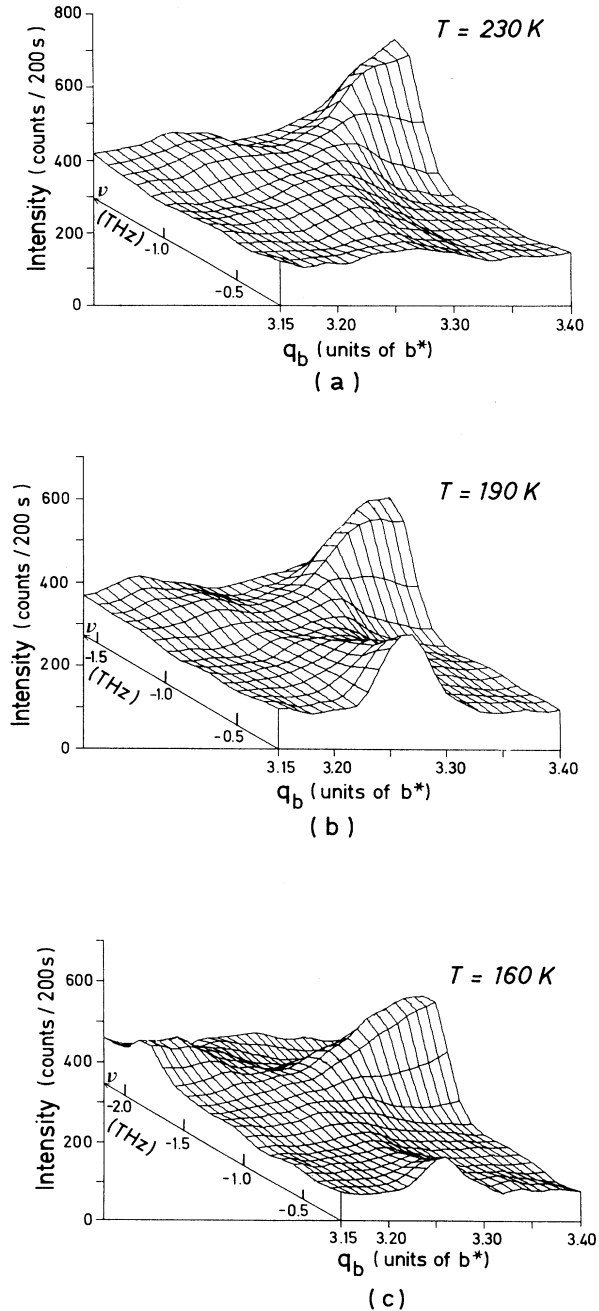 800
T = 230 K
600
400
200
0
Intensity (counts / 200 s)
ν
(THz)
-1.0
-0.5
3.15 3.20 3.30 3.40
q_b (units of b*)
(a)
600
T = 190 K
400
200
0
Intensity (counts / 200 s)
ν
-1.5
(THz)
-1.0
-0.5
3.15 3.20 3.30 3.40
q_b (units of b*)
(b)
600
T = 160 K
400
200
0
Intensity (counts / 200s)
ν
-2.0
(THz)
-1.5
-1.0
-0.5
3.15 3.20 3.30 3.40
q_b (units of b*)
(c)